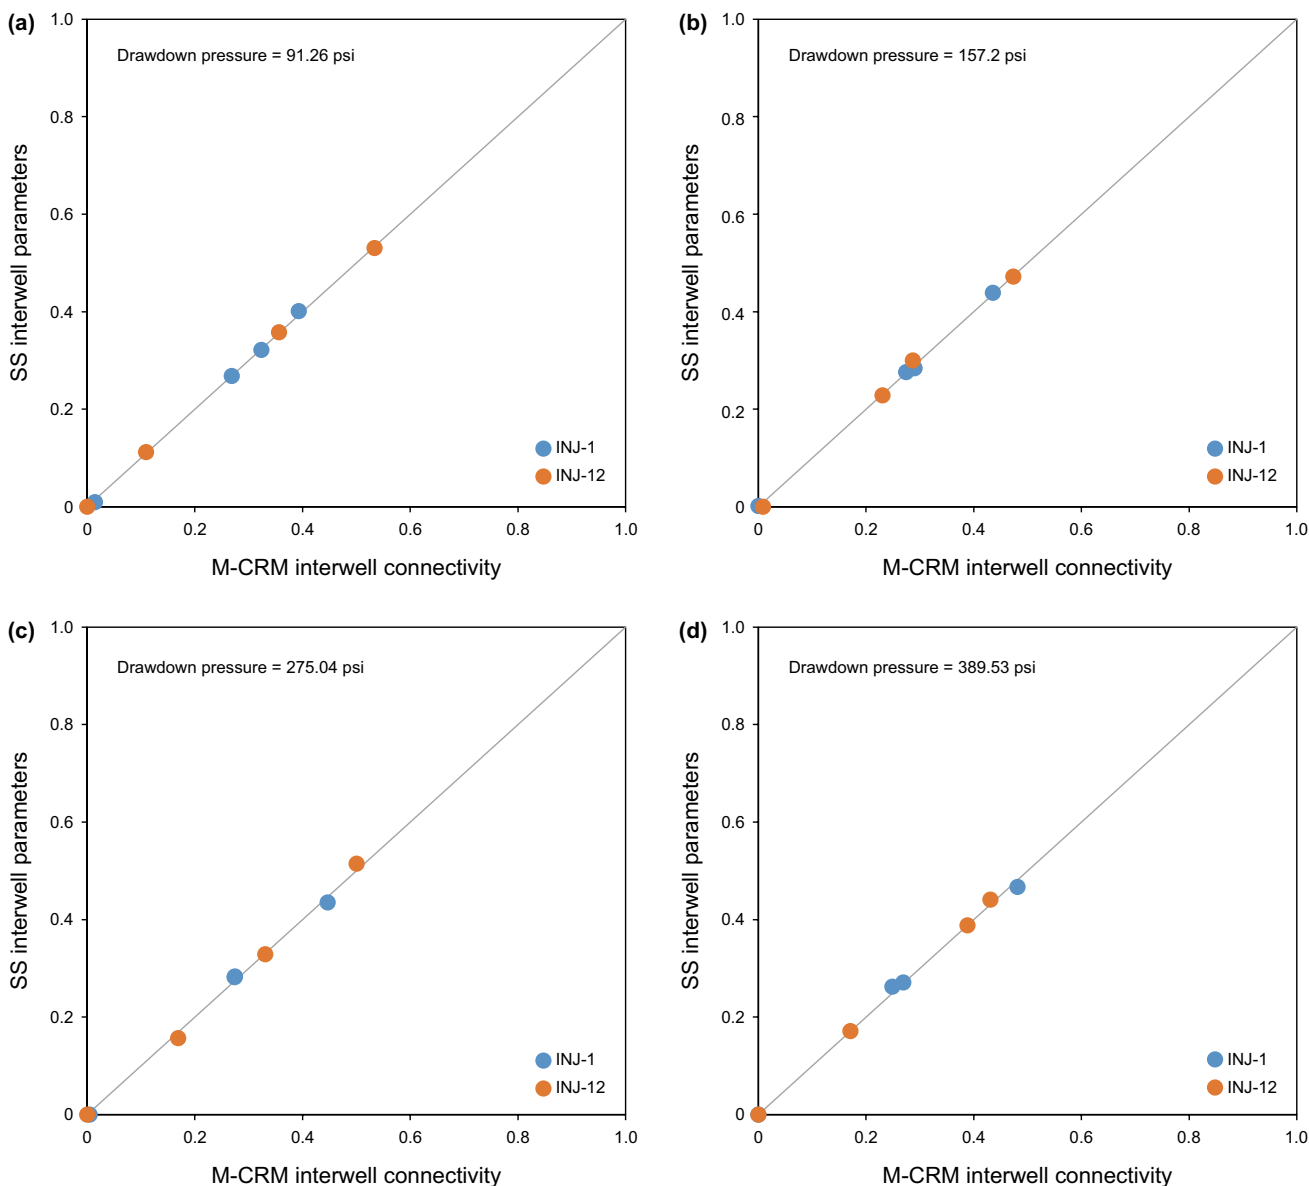 (a)
Drawdown pressure = 91.26 psi
1.0
0.8
0.6
0.4
0.2
0
SS interwell parameters
INJ-1
INJ-12
0 0.2 0.4 0.6 0.8 1.0
M-CRM interwell connectivity
(b)
Drawdown pressure = 157.2 psi
1.0
0.8
0.6
0.4
0.2
0
SS interwell parameters
INJ-1
INJ-12
0 0.2 0.4 0.6 0.8 1.0
M-CRM interwell connectivity
(c)
Drawdown pressure = 275.04 psi
1.0
0.8
0.6
0.4
0.2
0
SS interwell parameters
INJ-1
INJ-12
0 0.2 0.4 0.6 0.8 1.0
M-CRM interwell connectivity
(d)
Drawdown pressure = 389.53 psi
1.0
0.8
0.6
0.4
0.2
0
SS interwell parameters
INJ-1
INJ-12
0 0.2 0.4 0.6 0.8 1.0
M-CRM interwell connectivity